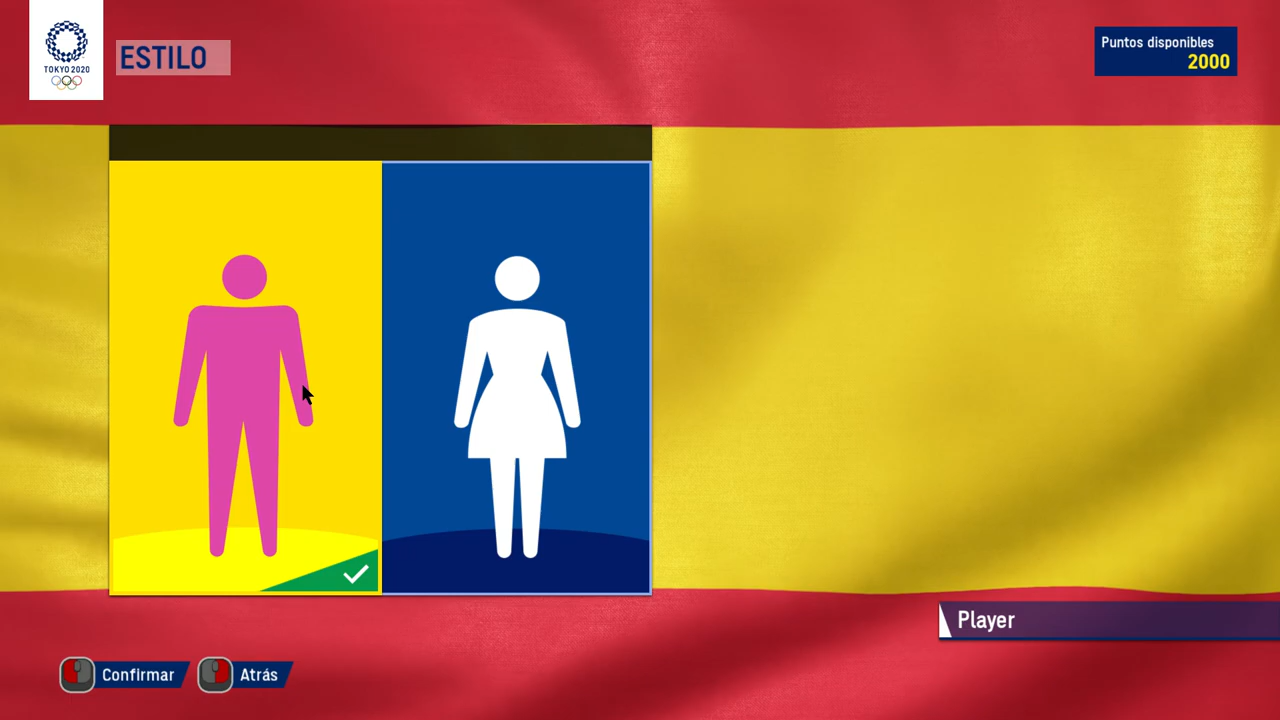 TOKYO 2020
ESTILO
Puntos disponibles
2000
Player
Confirmar
Atrás